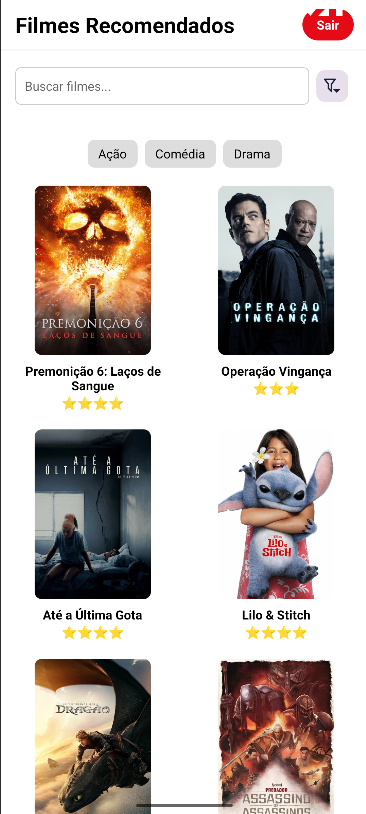 Filmes Recomendados
Sair
Buscar filmes...
Ação
Comédia
Drama
PREMONIÇÃO 6
LAÇOS DE SANGUE
OPERAÇÃO
VINGANÇA
Premonição 6: Laços de
Sangue
Operação Vingança
ATÉ A
ÚLTIMA GOTA
LILO &
STITCH
Até a Última Gota
Lilo & Stitch
DRAGÃO
PREDADOR
ASSASSINO
DE
ASSASSINOS